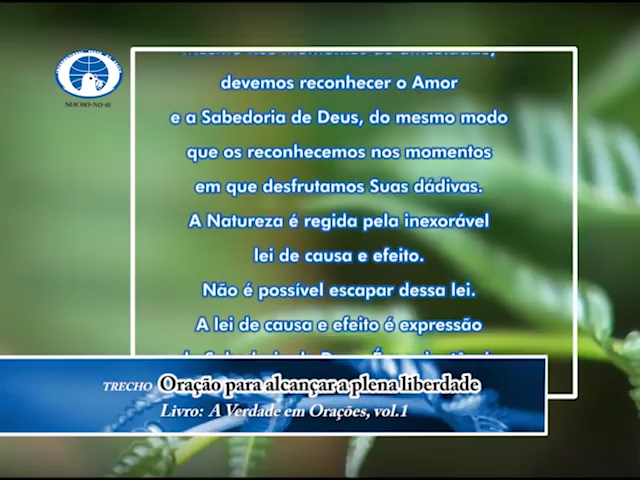 SEICHO-NO-IE
devemos reconhecer o Amor
e a Sabedoria de Deus, do mesmo modo
que os reconhecemos nos momentos
em que desfrutamos Suas dádivas.
A Natureza é regida pela inexorável
lei de causa e efeito.
Não é possível escapar dessa lei.
A lei de causa e efeito é expressão
TRECHO Oração para alcançar a plena liberdade
Livro: A Verdade em Orações, vol.1